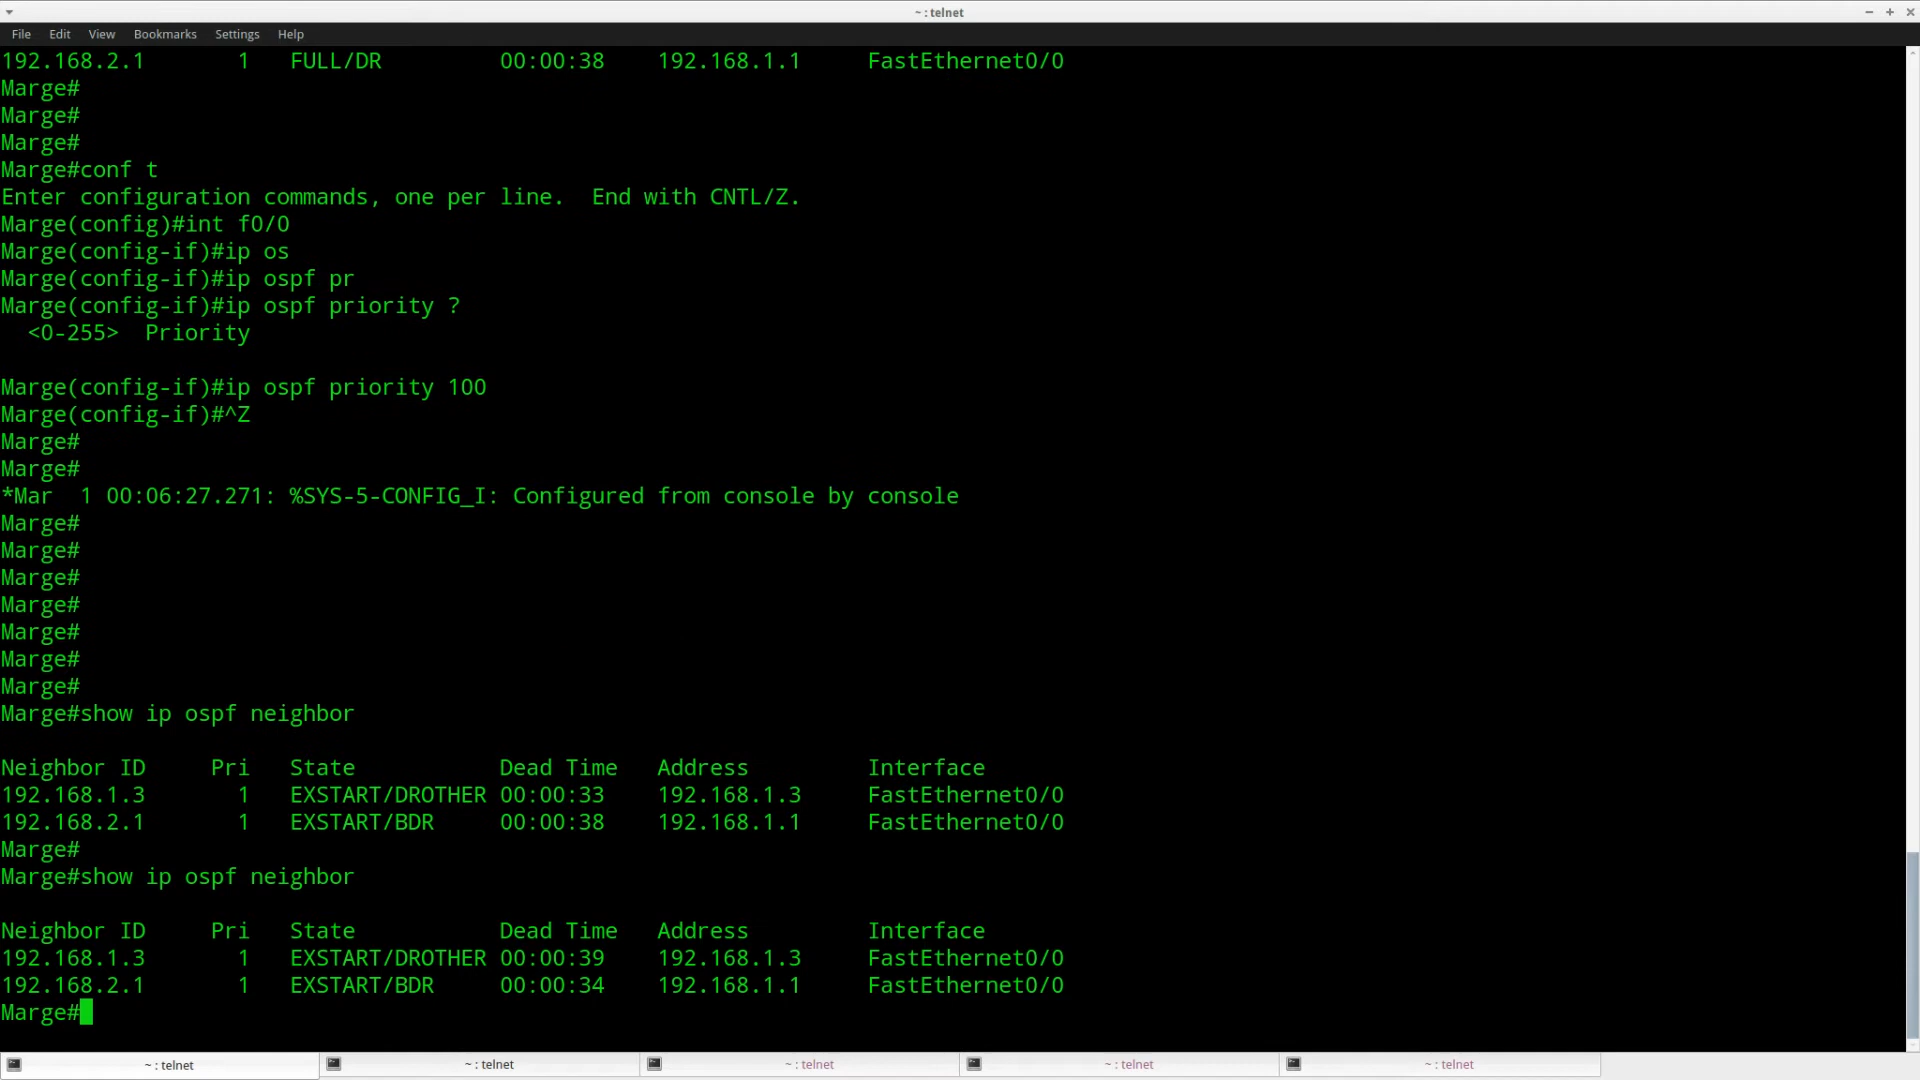 ~ : telnet
File Edit View Bookmarks Settings Help
192.168.2.1 1 FULL/DR 00:00:38 192.168.1.1 FastEthernet0/0
Marge#
Marge#
Marge#
Marge#conf t
Enter configuration commands, one per line. End with CNTL/Z.
Marge(config)#int f0/0
Marge(config-if)#ip os
Marge(config-if)#ip ospf pr
Marge(config-if)#ip ospf priority ?
<0-255> Priority
Marge(config-if)#ip ospf priority 100
Marge(config-if)#^Z
Marge#
Marge#
*Mar 1 00:06:27.271: %SYS-5-CONFIG_I: Configured from console by console
Marge#
Marge#
Marge#
Marge#
Marge#
Marge#
Marge#
Marge#show ip ospf neighbor
Neighbor ID Pri State Dead Time Address Interface
192.168.1.3 1 EXSTART/DROTHER 00:00:33 192.168.1.3 FastEthernet0/0
192.168.2.1 1 EXSTART/BDR 00:00:38 192.168.1.1 FastEthernet0/0
Marge#
Marge#show ip ospf neighbor
Neighbor ID Pri State Dead Time Address Interface
192.168.1.3 1 EXSTART/DROTHER 00:00:39 192.168.1.3 FastEthernet0/0
192.168.2.1 1 EXSTART/BDR 00:00:34 192.168.1.1 FastEthernet0/0
Marge#
~ : telnet ~ : telnet ~ : telnet ~ : telnet ~ : telnet